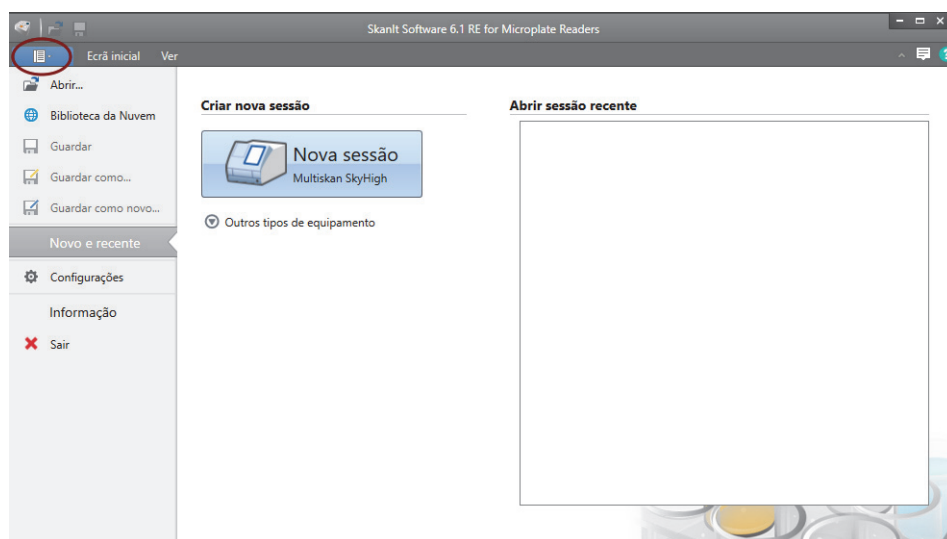 SkanIt Software 6.1 RE for Microplate Readers
Ecrã inicial Ver
Abrir...
Biblioteca da Nuvem
Guardar
Guardar como...
Guardar como novo...
Novo e recente
Configurações
Informação
Sair
Criar nova sessão
Nova sessão
Multiskan SkyHigh
Outros tipos de equipamento
Abrir sessão recente